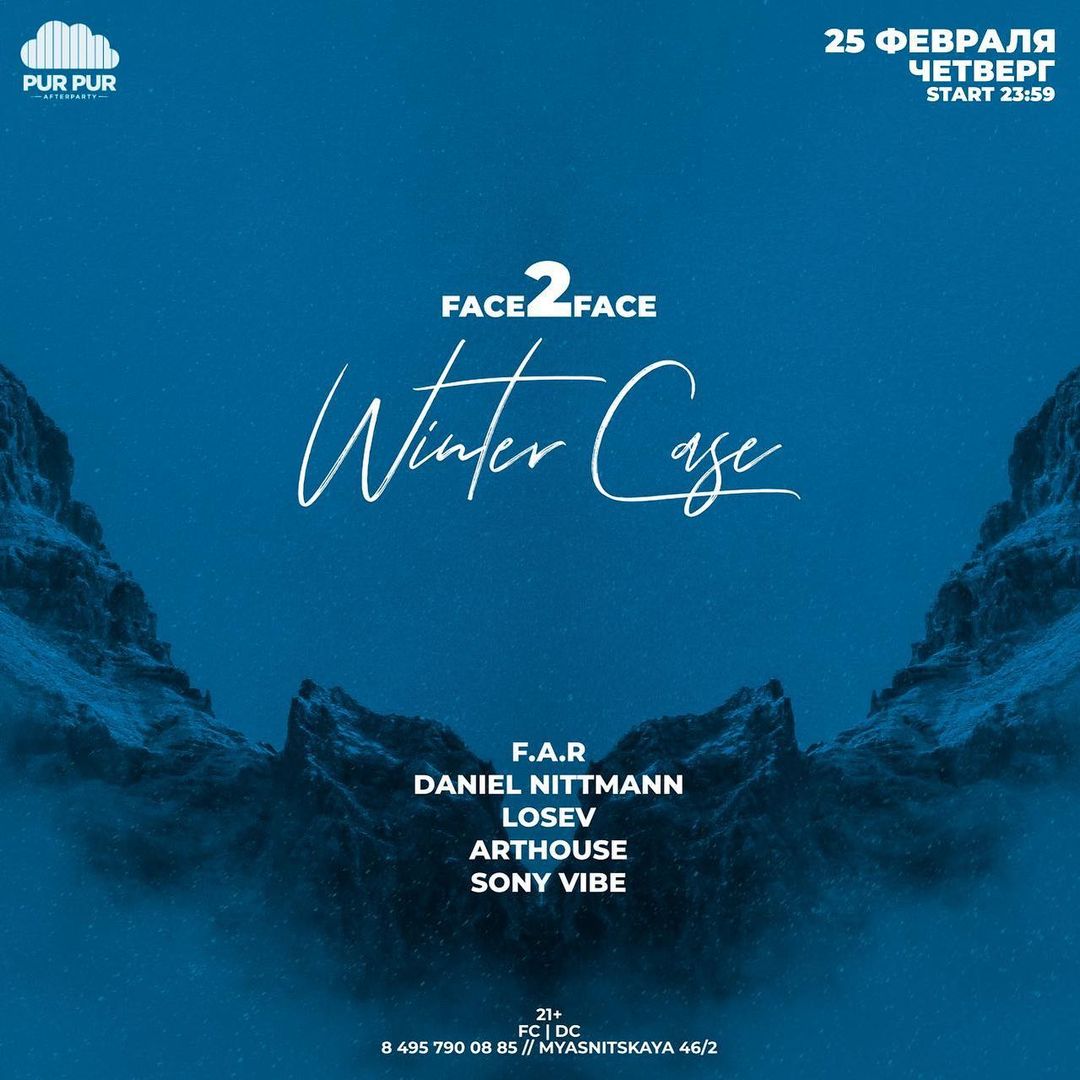 PUR PUR
AFTERPARTY
25 ФЕВРАЛЯ
ЧЕТВЕРГ
START 23:59
FACE2FACE
Winter Case
F.A.R
DANIEL NITTMANN
LOSEV
ARTHOUSE
SONY VIBE
21+
FC | DC
8 495 790 08 85 // MYASNITSKAYA 46/2